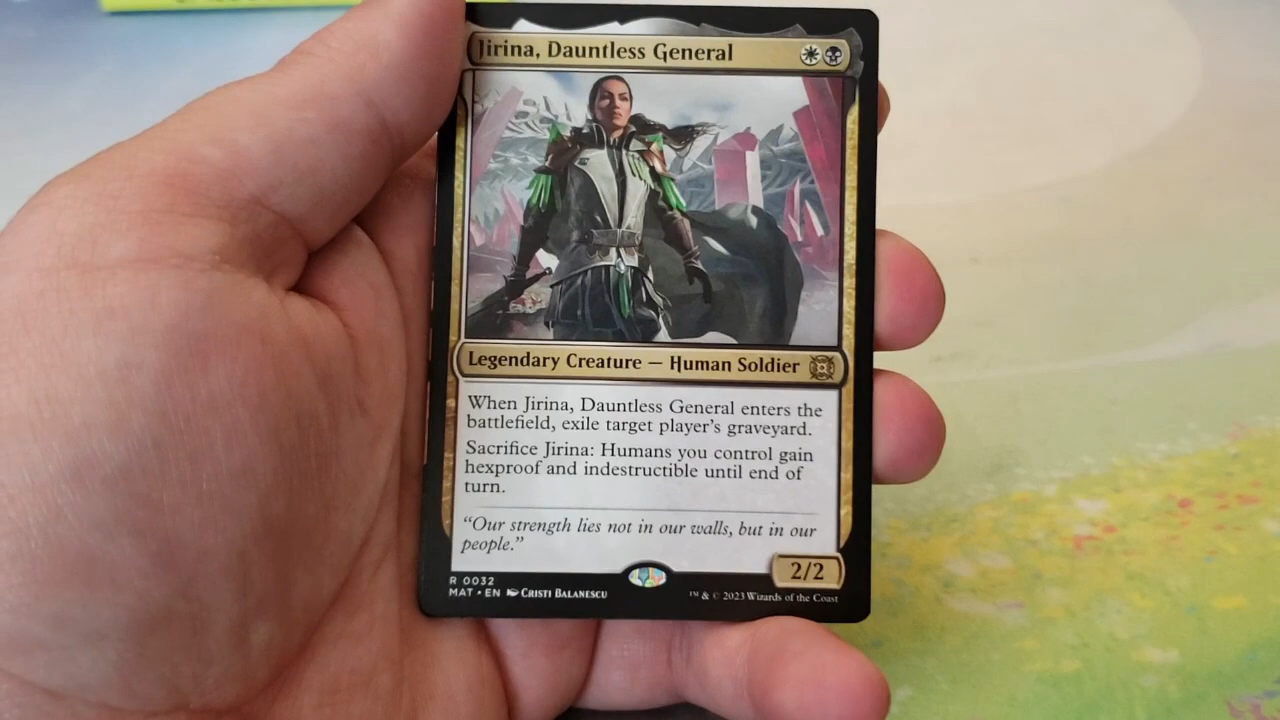 Jirina, Dauntless General
Legendary Creature — Human Soldier
When Jirina, Dauntless General enters the
battlefield, exile target player's graveyard.
Sacrifice Jirina: Humans you control gain
hexproof and indestructible until end of
turn.
"Our strength lies not in our walls, but in our
people."
2/2
R 0032
MAT • EN Cristi Balanescu
™ & © 2023 Wizards of the Coast